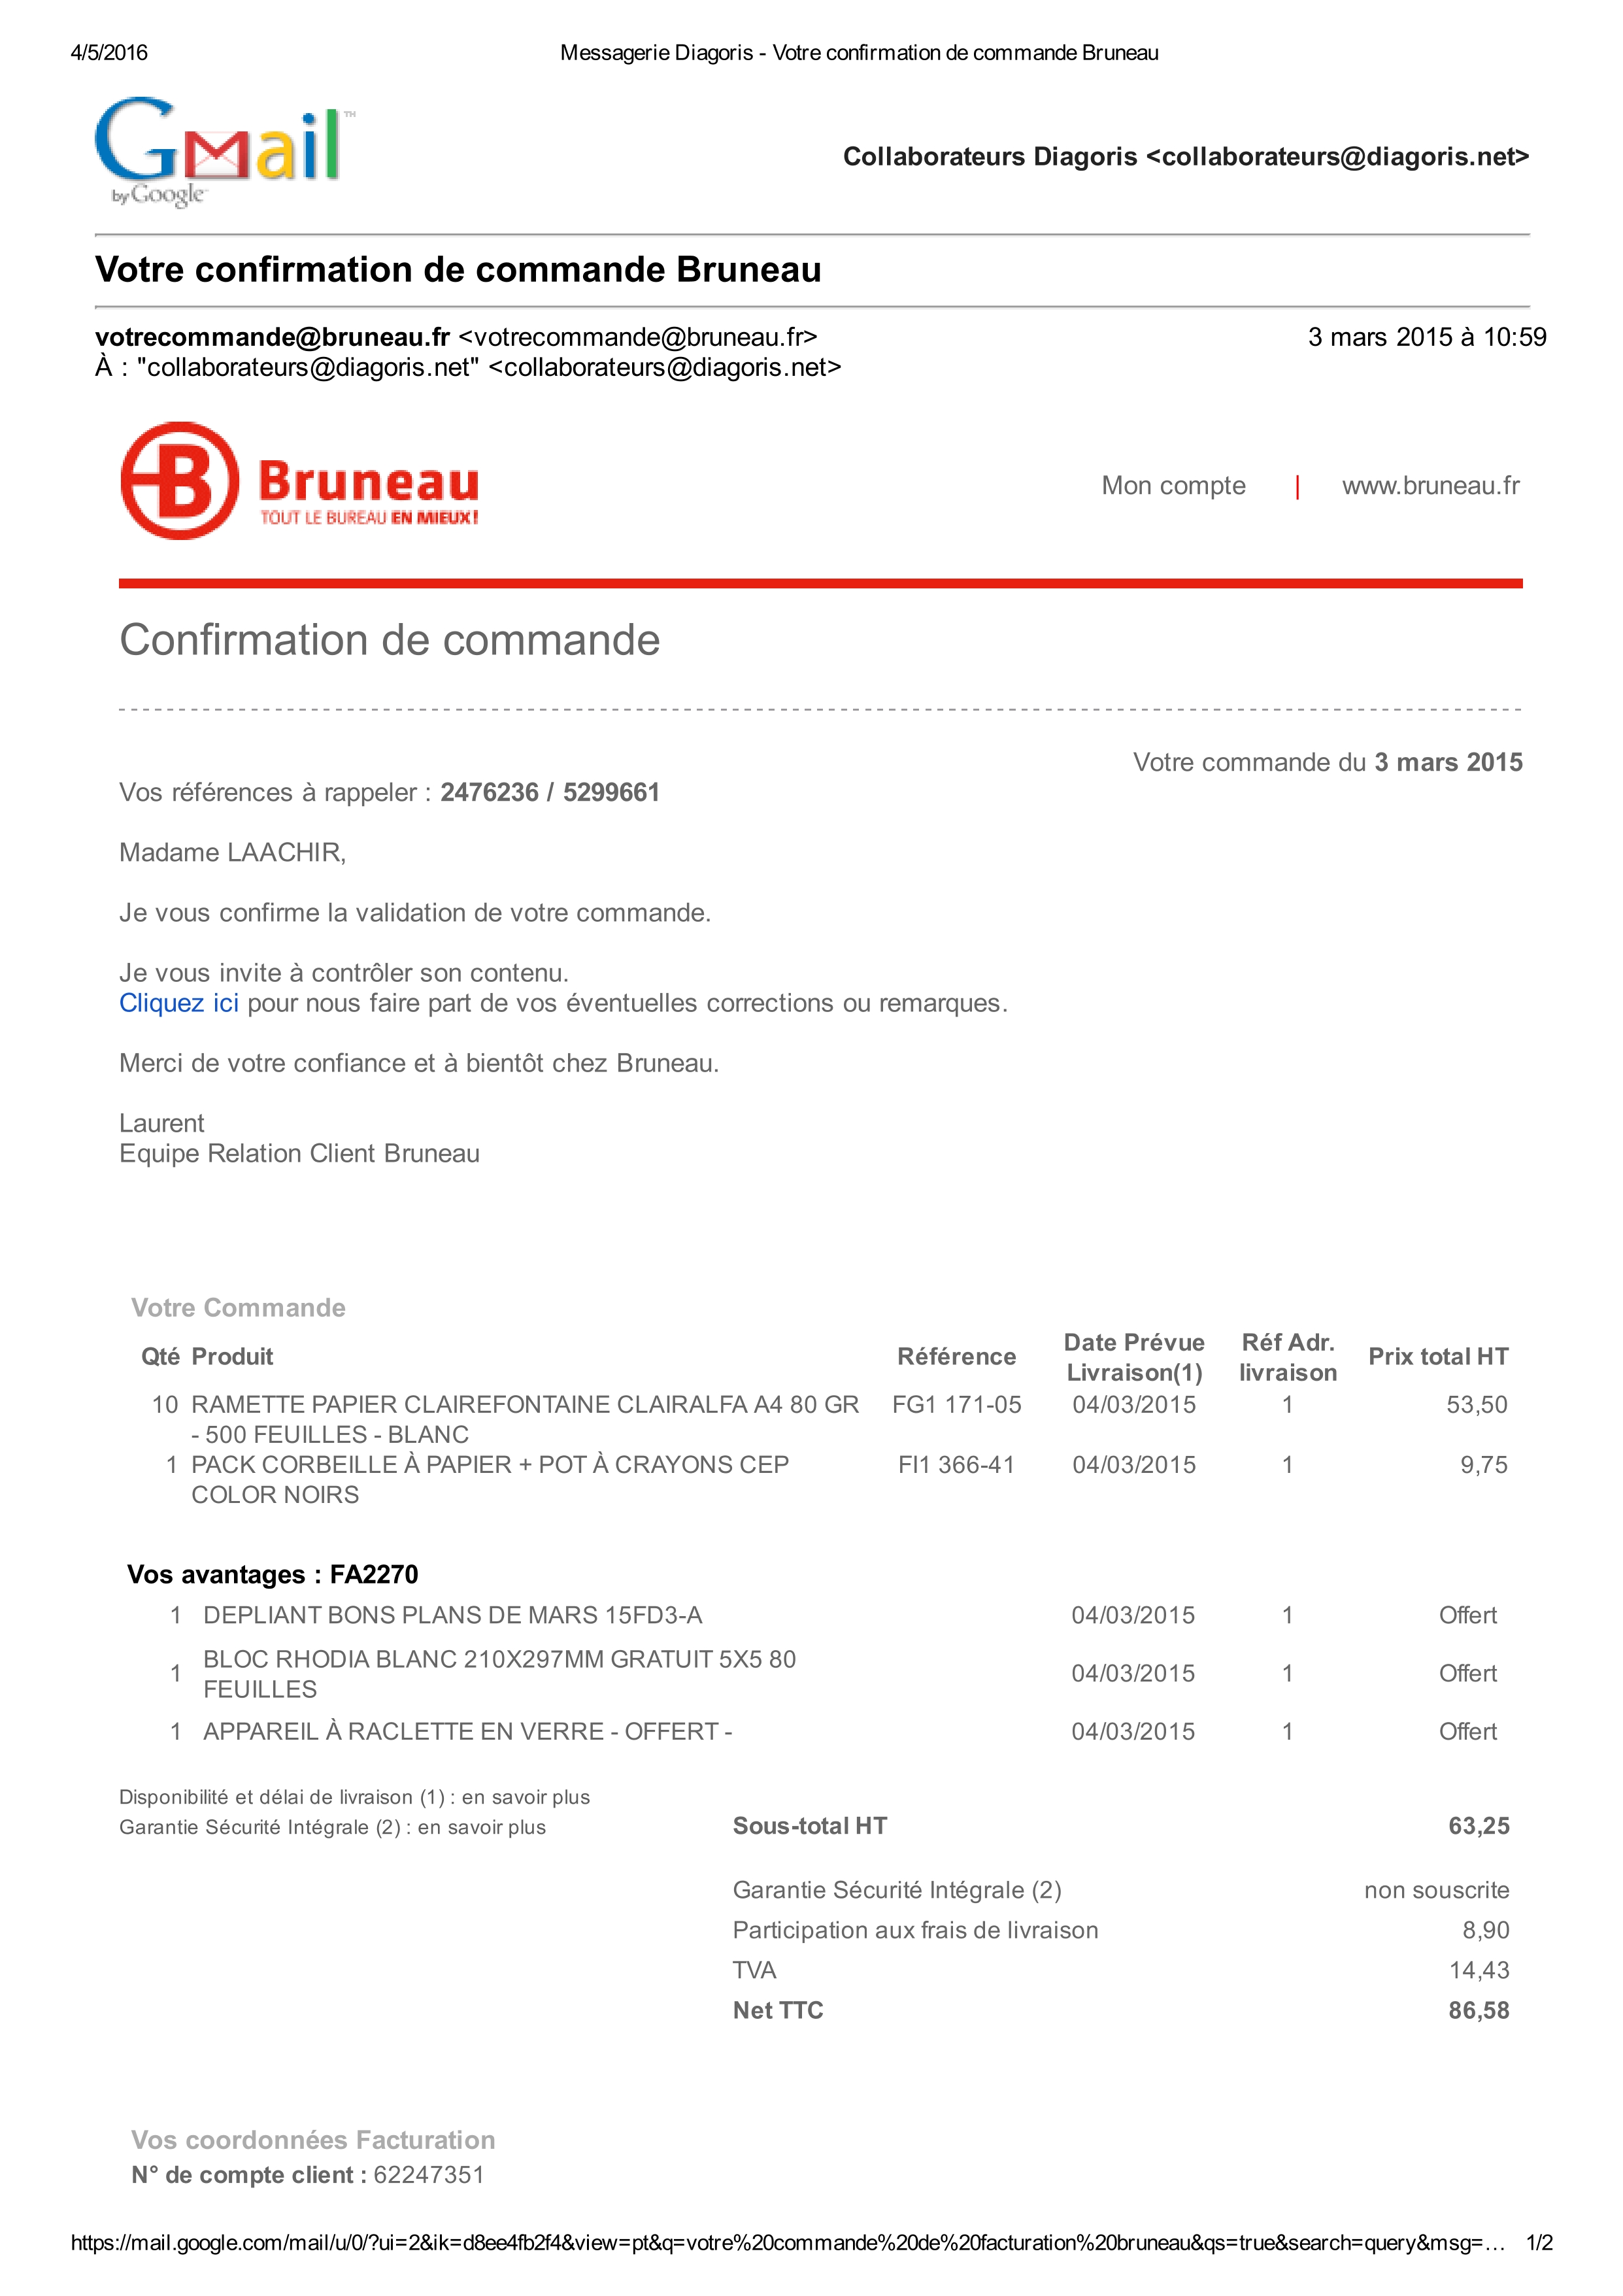 4/5/2016 Messagerie Diagoris - Votre confirmation de commande Bruneau
Gmail TM
by Google
Collaborateurs Diagoris <collaborateurs@diagoris.net>
Votre confirmation de commande Bruneau
votrecommande@bruneau.fr <votrecommande@bruneau.fr> 3 mars 2015 à 10:59
À : "collaborateurs@diagoris.net" <collaborateurs@diagoris.net>
B Bruneau
TOUT LE BUREAU EN MIEUX!
Mon compte | www.bruneau.fr
Confirmation de commande
Votre commande du 3 mars 2015
Vos références à rappeler : 2476236 / 5299661
Madame LAACHIR,
Je vous confirme la validation de votre commande.
Je vous invite à contrôler son contenu.
Cliquez ici pour nous faire part de vos éventuelles corrections ou remarques.
Merci de votre confiance et à bientôt chez Bruneau.
Laurent
Equipe Relation Client Bruneau
Votre Commande
Qté Produit Référence Date Prévue Livraison(1) Réf Adr. livraison Prix total HT
10 RAMETTE PAPIER CLAIREFONTAINE CLAIRALFA A4 80 GR FG1 171-05 04/03/2015 1 53,50
- 500 FEUILLES - BLANC
1 PACK CORBEILLE À PAPIER + POT À CRAYONS CEP FI1 366-41 04/03/2015 1 9,75
COLOR NOIRS
Vos avantages : FA2270
1 DEPLIANT BONS PLANS DE MARS 15FD3-A 04/03/2015 1 Offert
1 BLOC RHODIA BLANC 210X297MM GRATUIT 5X5 80 04/03/2015 1 Offert
FEUILLES
1 APPAREIL À RACLETTE EN VERRE - OFFERT - 04/03/2015 1 Offert
Disponibilité et délai de livraison (1) : en savoir plus
Garantie Sécurité Intégrale (2) : en savoir plus
Sous-total HT 63,25
Garantie Sécurité Intégrale (2) non souscrite
Participation aux frais de livraison 8,90
TVA 14,43
Net TTC 86,58
Vos coordonnées Facturation
N° de compte client : 62247351
https://mail.google.com/mail/u/0/?ui=2&ik=d8ee4fb2f4&view=pt&q=votre%20commande%20de%20facturation%20bruneau&qs=true&search=query&msg=… 1/2